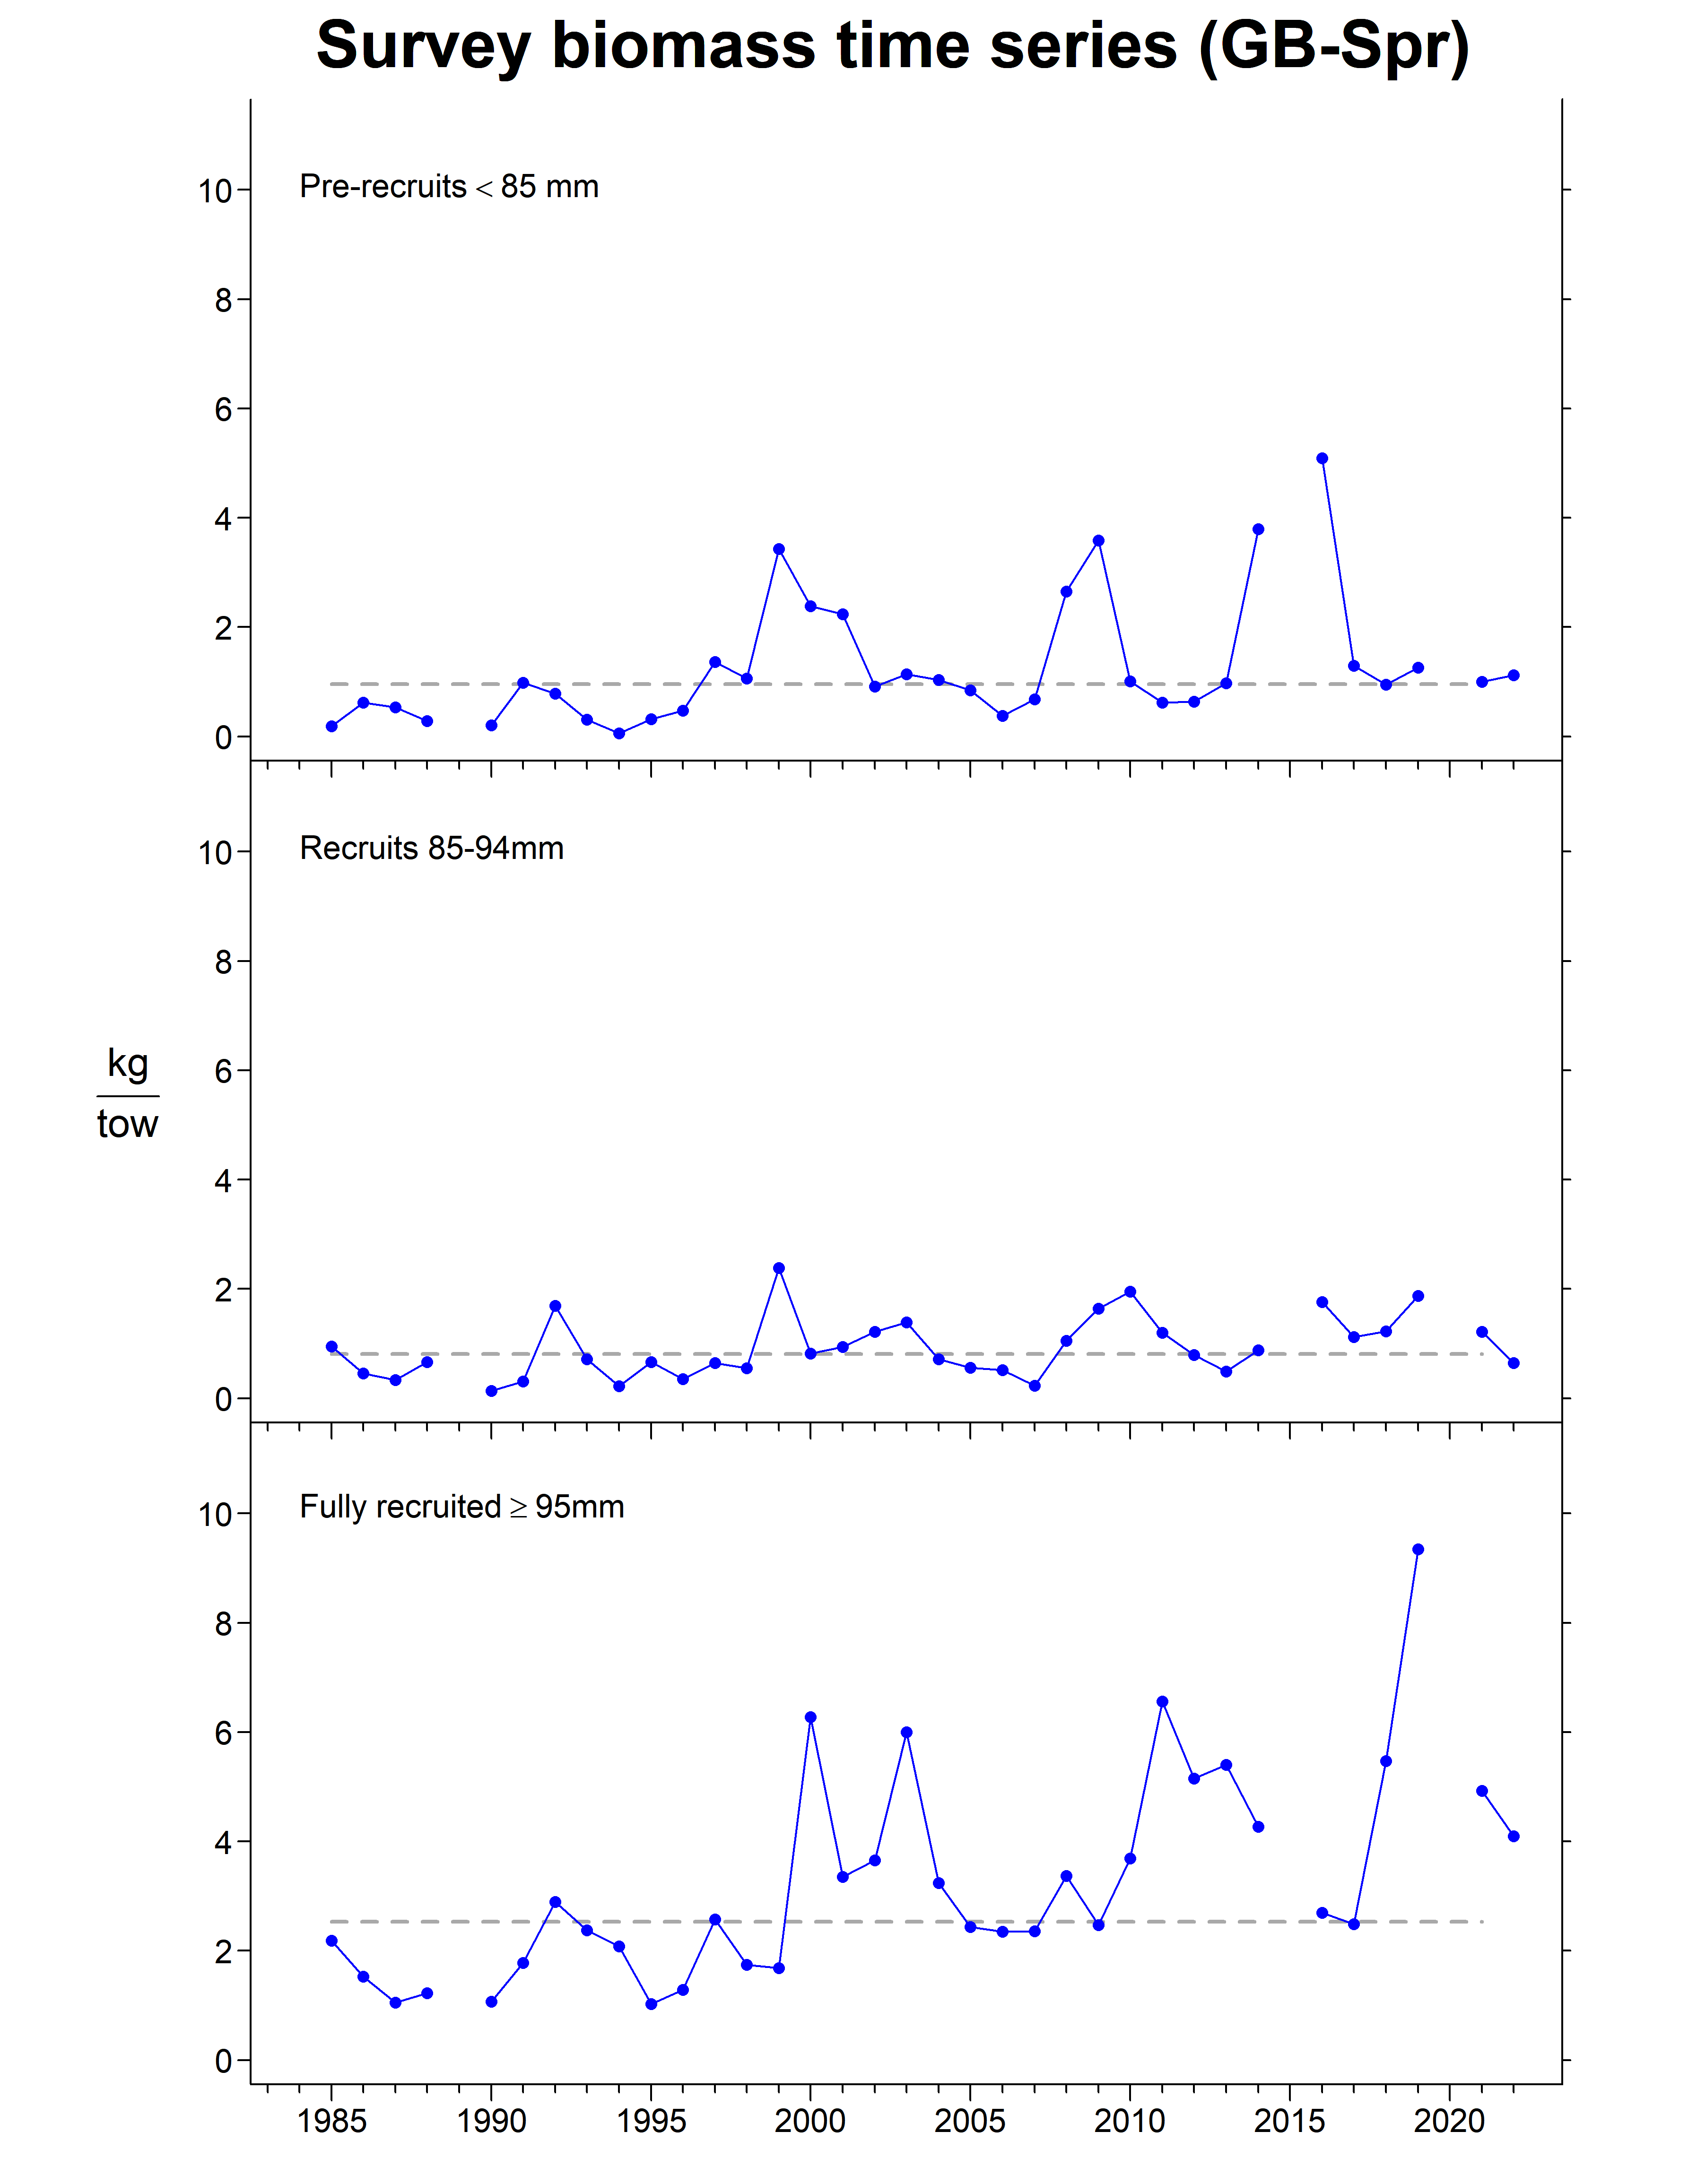 Survey biomass time series (GB-Spr)
Pre-recruits < 85 mm
10
8
6
4
2
0
Recruits 85-94mm
10
8
6
4
2
0
kg
tow
Fully recruited ≥ 95mm
10
8
6
4
2
0
1985 1990 1995 2000 2005 2010 2015 2020